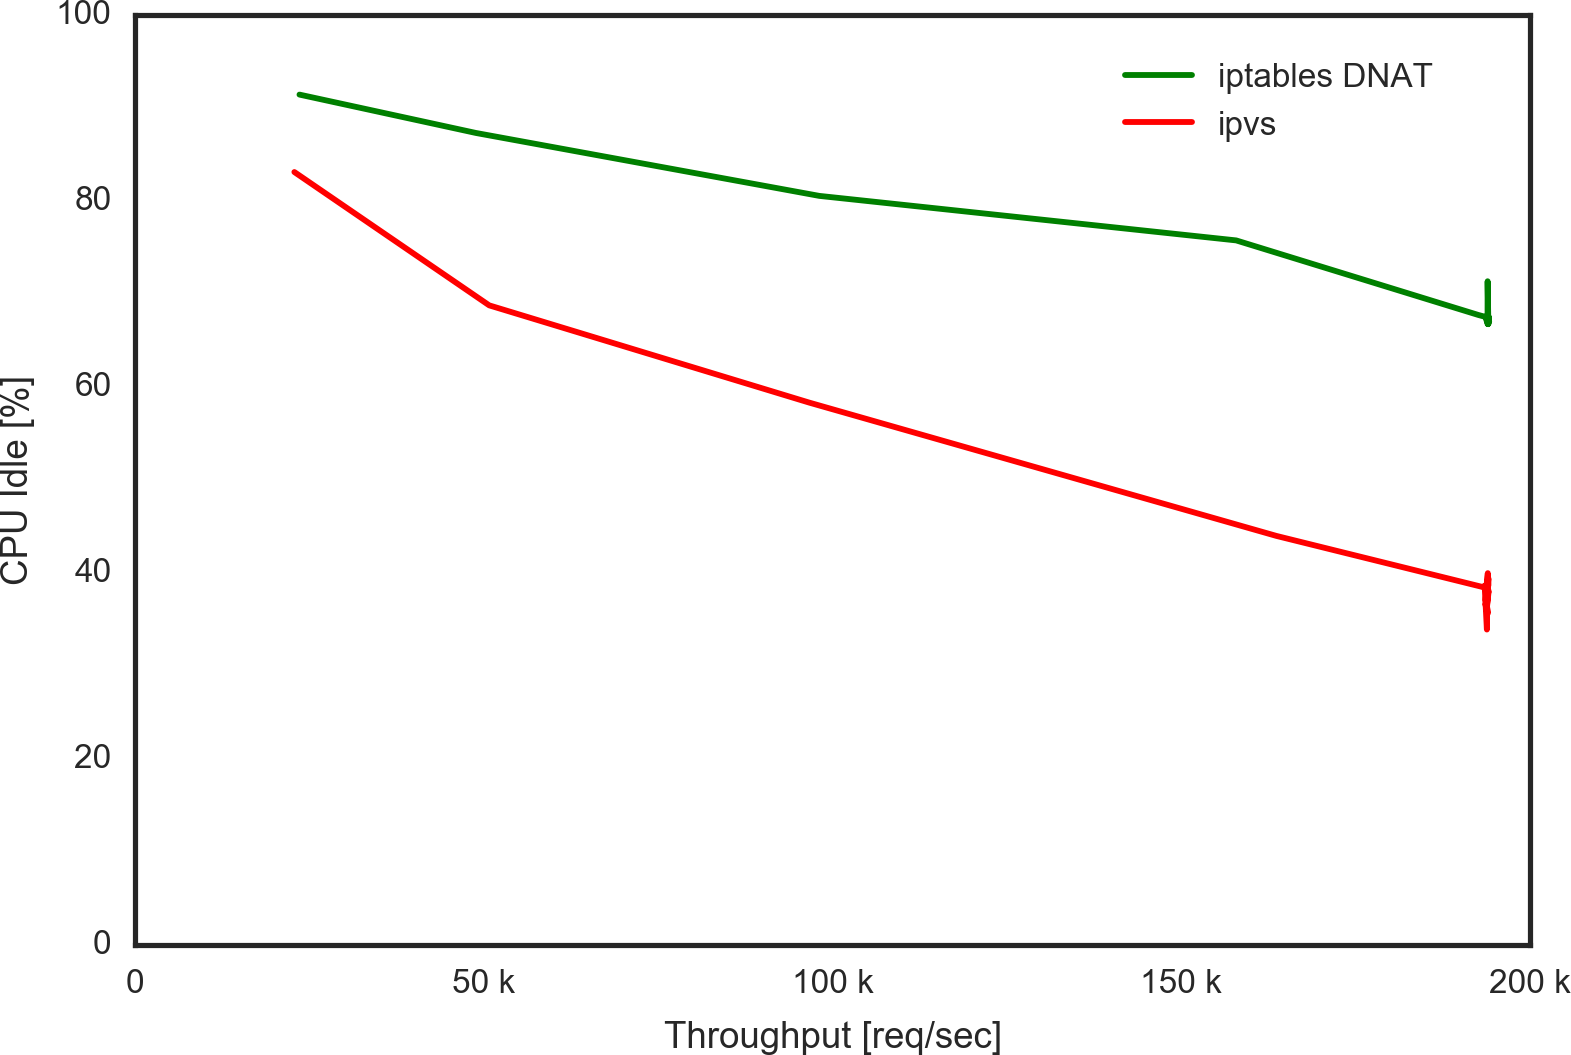 100
80
60
40
20
0
CPU Idle [%]
iptables DNAT
ipvs
0 50 k 100 k 150 k 200 k
Throughput [req/sec]